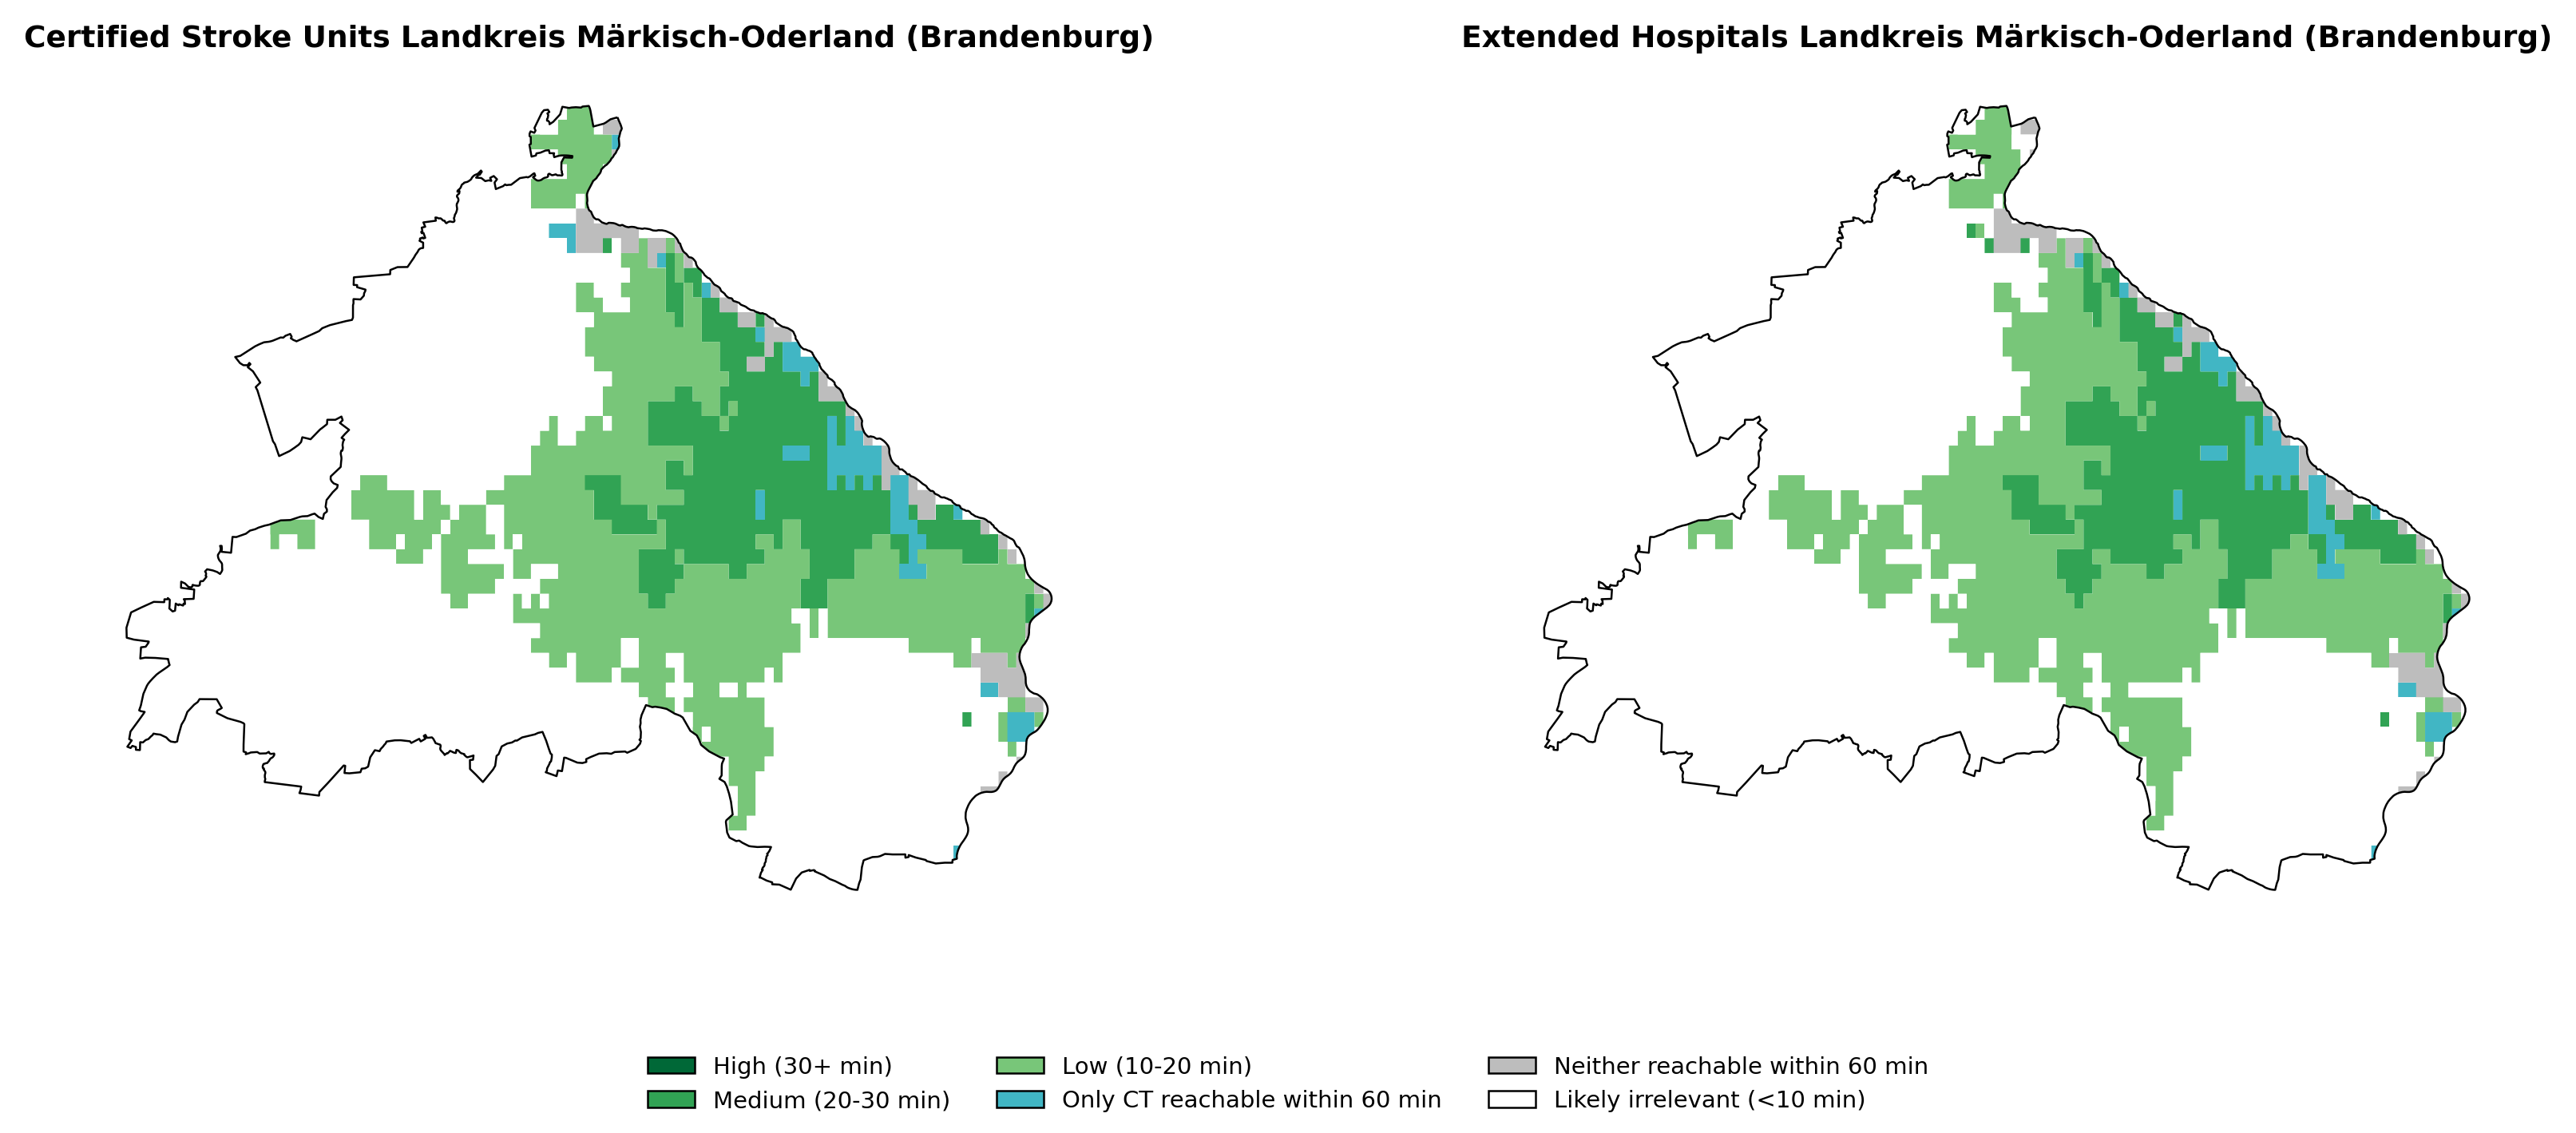 Certified Stroke Units Landkreis Märkisch-Oderland (Brandenburg)
Extended Hospitals Landkreis Märkisch-Oderland (Brandenburg)
High (30+ min)
Medium (20-30 min)
Low (10-20 min)
Only CT reachable within 60 min
Neither reachable within 60 min
Likely irrelevant (<10 min)